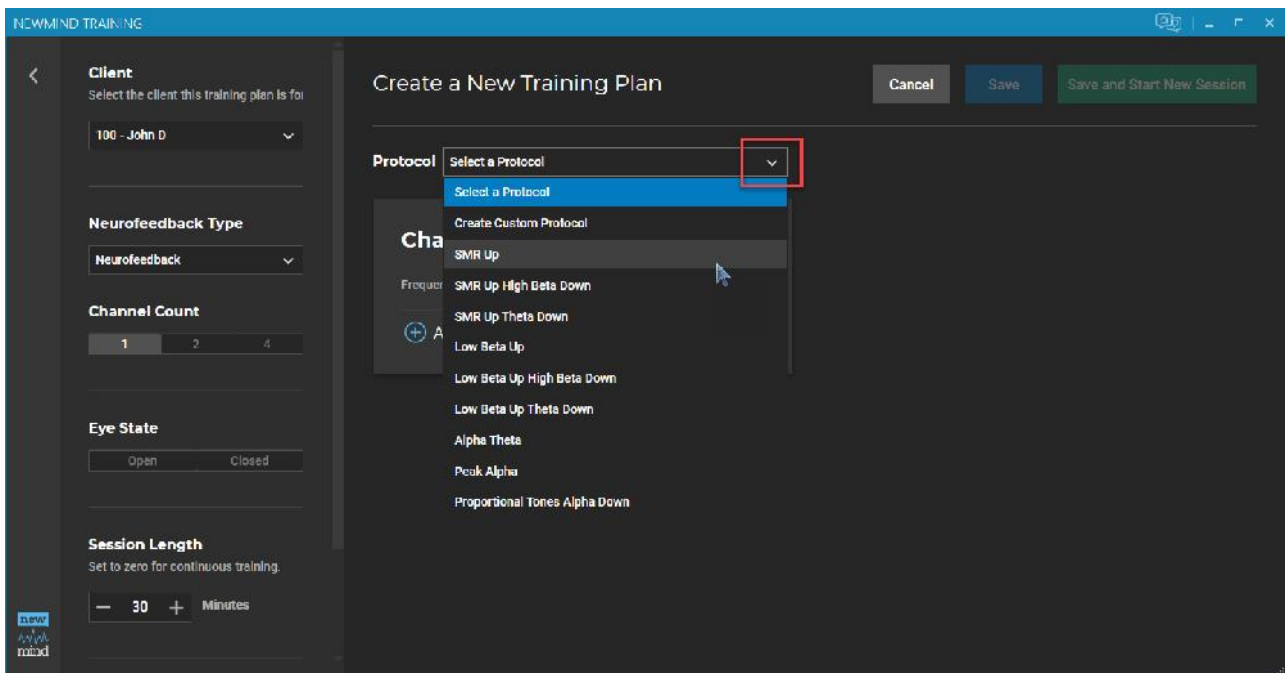 NEWMIND TRAINING
Client
Select the client this training plan is for
100 - John D
Neurofeedback Type
Neurofeedback
Channel Count
1 2 4
Eye State
Open Closed
Session Length
Set to zero for continuous training.
30 Minutes
new
mind
Create a New Training Plan
Cancel Save Save and Start New Session
Protocol Select a Protocol
Select a Protocol
Create Custom Protocol
SMR Up
SMR Up High Beta Down
SMR Up Theta Down
Low Beta Up
Low Beta Up High Beta Down
Low Beta Up Theta Down
Alpha Theta
Peak Alpha
Proportional Tones Alpha Down
Cha
Frequen
A